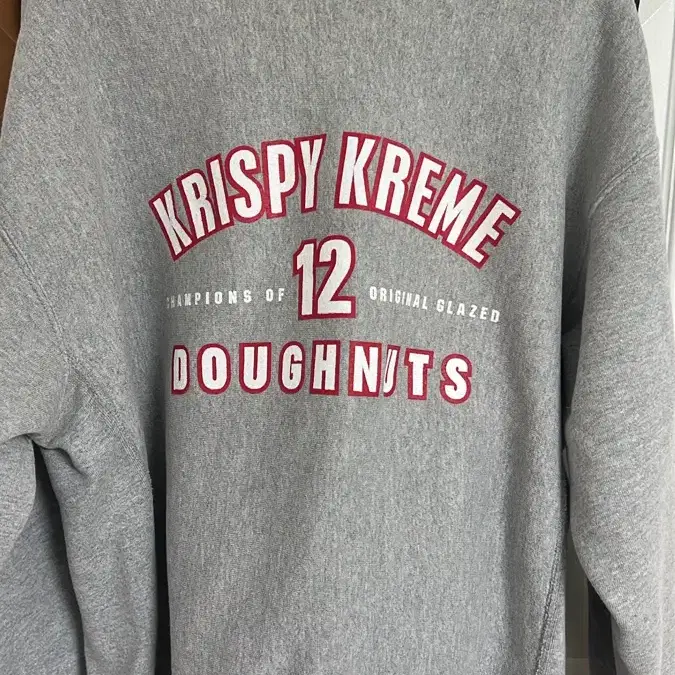 KRISPY KREME
CHAMPIONS OF 12 ORIGINAL GLAZED
DOUGHNUTS